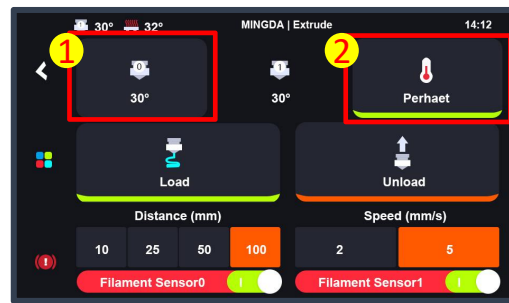 1 30° 32° MINGDA | Extrude 14:12
1 2
0 1
30° 30° Perhaet
Load Unload
Distance (mm) Speed (mm/s)
10 25 50 100 2 5
Filament Sensor0 Filament Sensor1